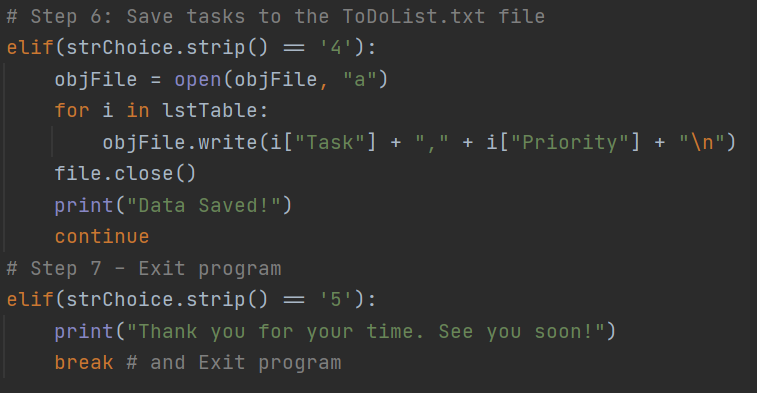 # Step 6: Save tasks to the ToDoList.txt file
elif(strChoice.strip() == '4'):
    objFile = open(objFile, "a")
    for i in lstTable:
        objFile.write(i["Task"] + "," + i["Priority"] + "\n")
    file.close()
    print("Data Saved!")
    continue
# Step 7 - Exit program
elif(strChoice.strip() == '5'):
    print("Thank you for your time. See you soon!")
    break # and Exit program